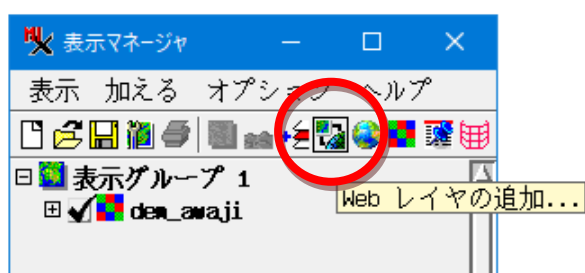 表示マネージャ
表示 加える オプション ヘルプ
表示グループ 1
Web レイヤの追加...
dem_awaji